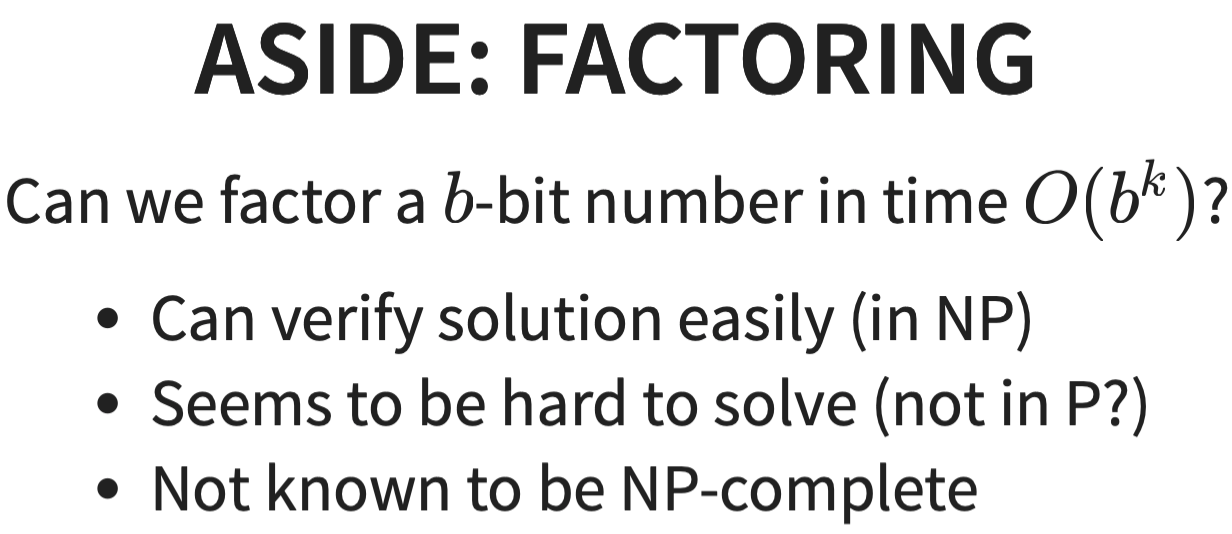 ASIDE: FACTORING
Can we factor a b-bit number in time O(b^k)?
• Can verify solution easily (in NP)
• Seems to be hard to solve (not in P?)
• Not known to be NP-complete